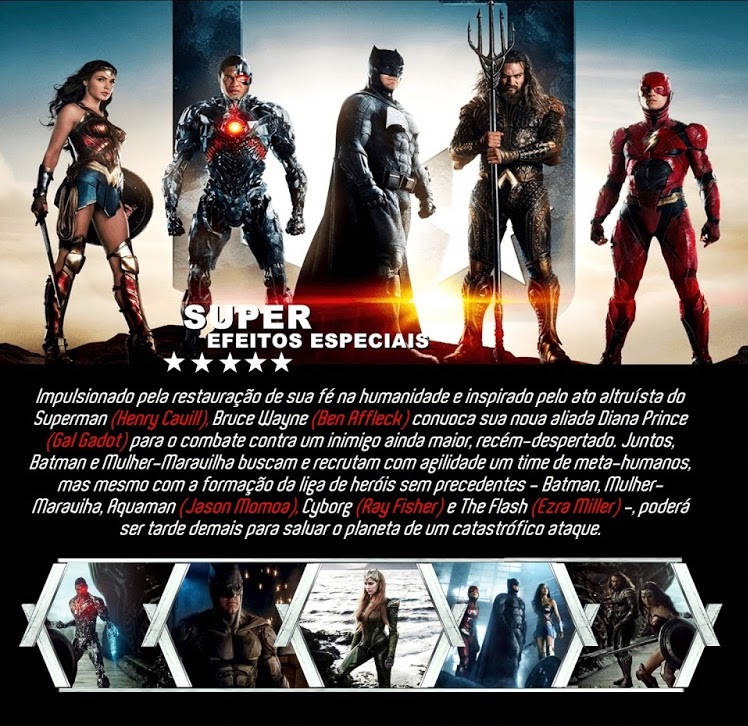 SUPER
EFEITOS ESPECIAIS
Impulsionado pela restauração de sua fé na humanidade e inspirado pelo ato altruísta do
Superman (Henry Cavill), Bruce Wayne (Ben Affleck) convoca sua nova aliada Diana Prince
(Gal Gadot) para o combate contra um inimigo ainda maior, recém-despertado. Juntos,
Batman e Mulher-Maravilha buscam e recrutam com agilidade um time de meta-humanos,
mas mesmo com a formação da liga de heróis sem precedentes - Batman, Mulher-
Maraviha, Aquaman (Jason Momoa), Cyborg (Ray Fisher) e The Flash (Ezra Miller) -, poderá
ser tarde demais para salvar o planeta de um catastrófico ataque.